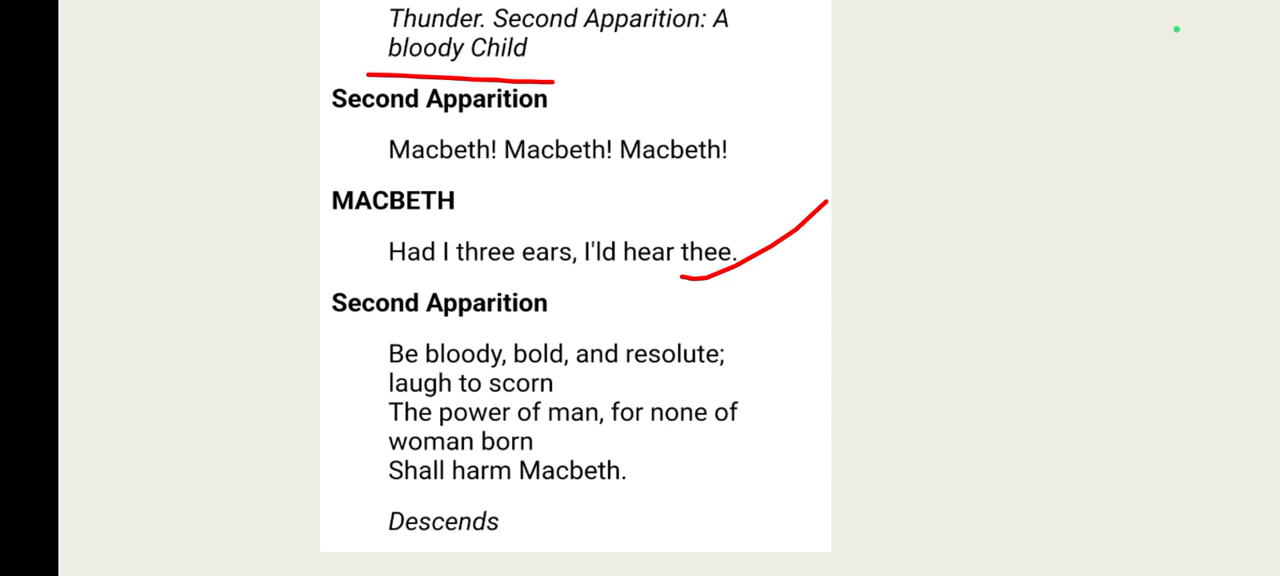 Thunder. Second Apparition: A
bloody Child
Second Apparition
Macbeth! Macbeth! Macbeth!
MACBETH
Had I three ears, I'ld hear thee.
Second Apparition
Be bloody, bold, and resolute;
laugh to scorn
The power of man, for none of
woman born
Shall harm Macbeth.
Descends